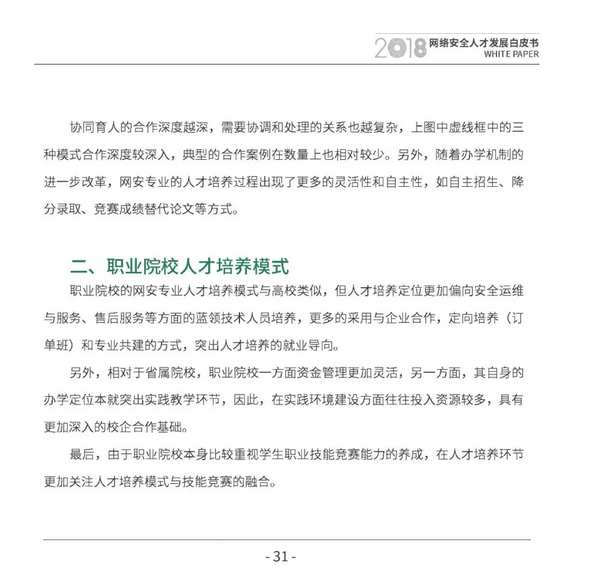 2018 网络安全人才发展白皮书
WHITE PAPER
协同育人的合作深度越深，需要协调和处理的关系也越复杂，上图中虚线框中的三
种模式合作深度较深入，典型的合作案例在数量上也相对较少。另外，随着办学机制的
进一步改革，网安专业的人才培养过程出现了更多的灵活性和自主性，如自主招生、降
分录取、竞赛成绩替代论文等方式。
二、职业院校人才培养模式
职业院校的网安专业人才培养模式与高校类似，但人才培养定位更加偏向安全运维
与服务、售后服务等方面的蓝领技术人员培养，更多的采用与企业合作，定向培养（订
单班）和专业共建的方式，突出人才培养的就业导向。
另外，相对于省属院校，职业院校一方面资金管理更加灵活，另一方面，其自身的
办学定位本就突出实践教学环节，因此，在实践环境建设方面往往投入资源较多，具有
更加深入的校企合作基础。
最后，由于职业院校本身比较重视学生职业技能竞赛能力的养成，在人才培养环节
更加关注人才培养模式与技能竞赛的融合。
- 31 -